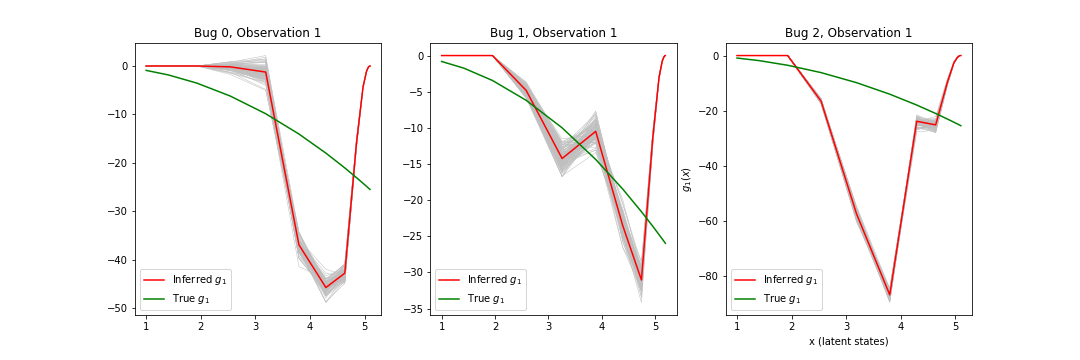 Bug 0, Observation 1
0
−10
−20
−30
−40
−50
1 2 3 4 5
Inferred g₁
True g₁
Bug 1, Observation 1
0
−5
−10
−15
−20
−25
−30
−35
1 2 3 4 5
Inferred g₁
True g₁
Bug 2, Observation 1
g₁(x)
0
−20
−40
−60
−80
1 2 3 4 5
x (latent states)
Inferred g₁
True g₁